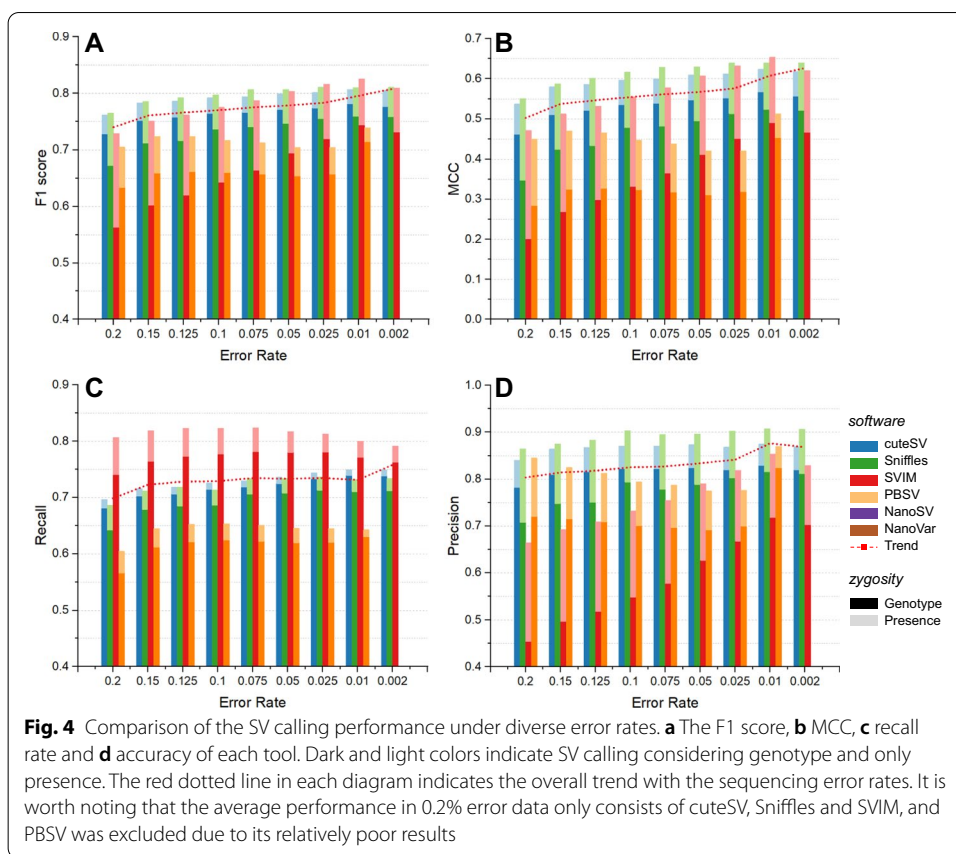 A
0.9
0.8
0.7
0.6
0.5
0.4
F1 score
0.2 0.15 0.125 0.1 0.075 0.05 0.025 0.01 0.002
Error Rate
B
0.7
0.6
0.5
0.4
0.3
0.2
0.1
0.0
MCC
0.2 0.15 0.125 0.1 0.075 0.05 0.025 0.01 0.002
Error Rate
C
0.9
0.8
0.7
0.6
0.5
0.4
Recall
0.2 0.15 0.125 0.1 0.075 0.05 0.025 0.01 0.002
Error Rate
D
1.0
0.9
0.8
0.7
0.6
0.5
0.4
Precision
0.2 0.15 0.125 0.1 0.075 0.05 0.025 0.01 0.002
Error Rate
software
cuteSV
Sniffles
SVIM
PBSV
NanoSV
NanoVar
Trend
zygosity
Genotype
Presence
Fig. 4 Comparison of the SV calling performance under diverse error rates. a The F1 score, b MCC, c recall
rate and d accuracy of each tool. Dark and light colors indicate SV calling considering genotype and only
presence. The red dotted line in each diagram indicates the overall trend with the sequencing error rates. It is
worth noting that the average performance in 0.2% error data only consists of cuteSV, Sniffles and SVIM, and
PBSV was excluded due to its relatively poor results